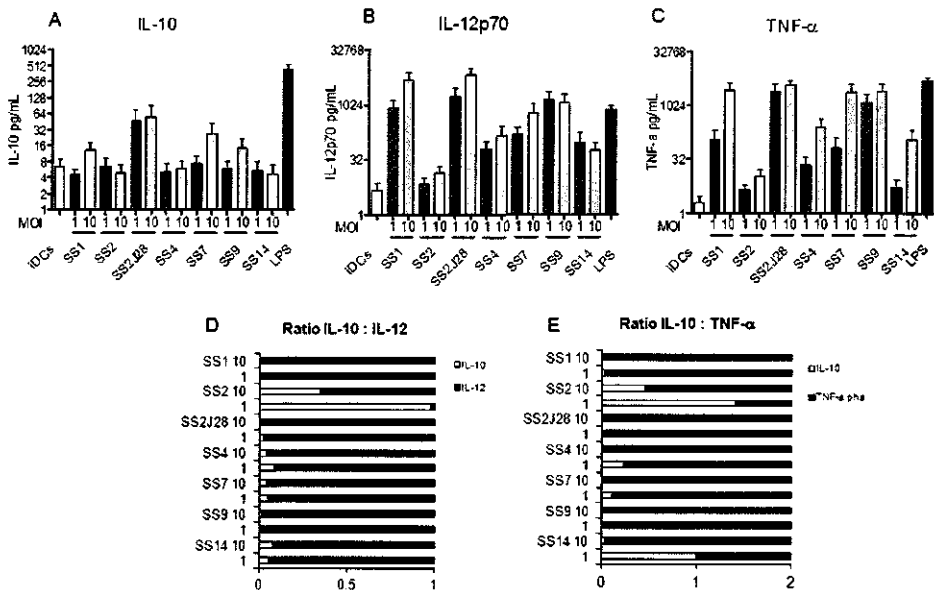 A
IL-10
IL-10 pg/mL
1024
512
256
128
64
32
16
8
4
2
1
MOI
1 10 1 10 1 10 1 10 1 10 1 10 1 10
iDCs SS1 SS2 SS2J28 SS4 SS7 SS9 SS14 LPS
B
IL-12p70
IL-12p70 pg/mL
32768
1024
32
1
MOI
1 10 1 10 1 10 1 10 1 10 1 10 1 10
iDCs SS1 SS2 SS2J28 SS4 SS7 SS9 SS14 LPS
C
TNF-α
TNF-a pg/mL
32768
1024
32
1
MOI
1 10 1 10 1 10 1 10 1 10 1 10 1 10
iDCs SS1 SS2 SS2J28 SS4 SS7 SS9 SS14 LPS
D
Ratio IL-10 : IL-12
SS1 10
1
SS2 10
1
SS2J28 10
1
SS4 10
1
SS7 10
1
SS9 10
1
SS14 10
1
0 0.5 1
IL-10
IL-12
E
Ratio IL-10 : TNF-α
SS1 10
1
SS2 10
1
SS2J28 10
1
SS4 10
1
SS7 10
1
SS9 10
1
SS14 10
1
0 1 2
IL-10
TNF-a pha